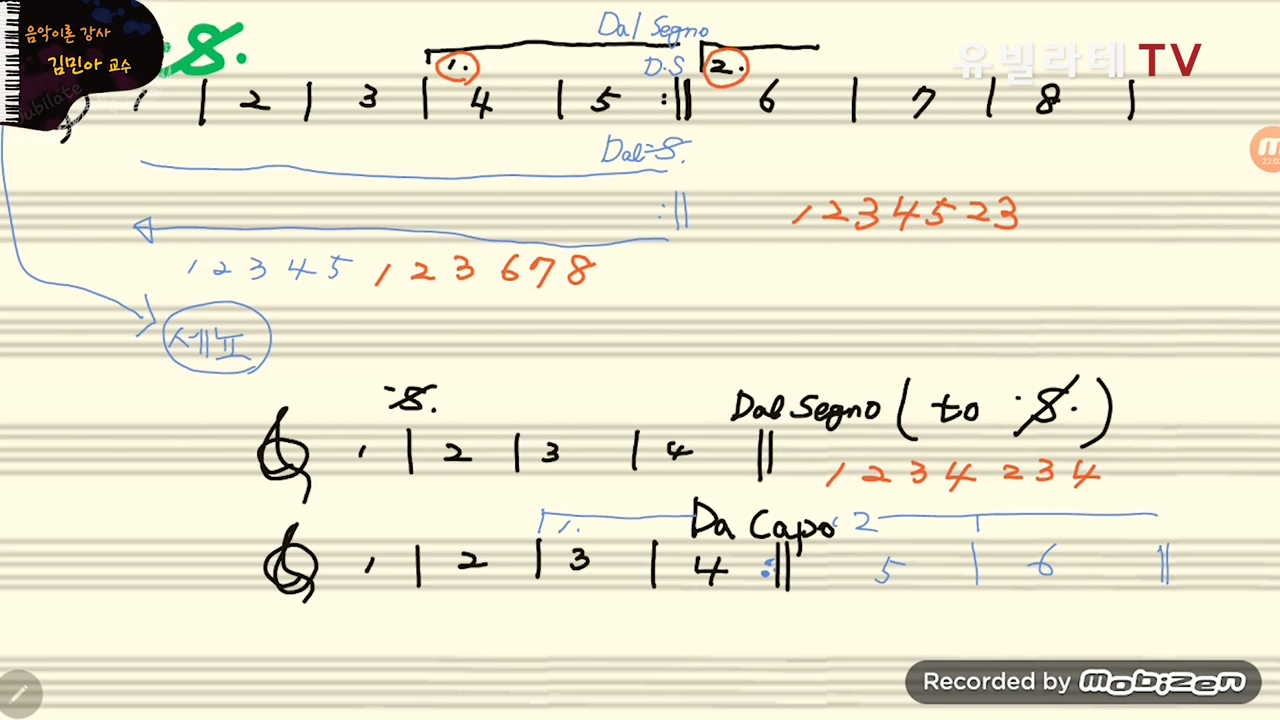 음악이론 강사
김민아 교수
Jubilate
Dal Segno
1. D.S 2.
유빌라테 TV
2 3 4 5 6 7 8
Dal
1 2 3 4 5 2 3
1 2 3 4 5 1 2 3 6 7 8
세뇨
Dal Segno (to )
1 2 3 4
1 2 3 4 2 3 4
1. Da Capo 2
1 2 3 4 5 6
Recorded by mobizen